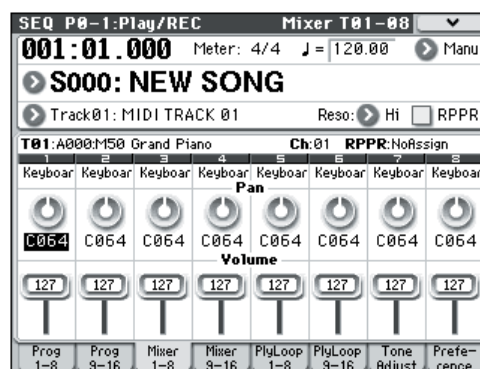 SEQ P0-1:Play/REC Mixer T01-08
001:01.000 Meter: 4/4 ♩= 120.00 Manu
S000: NEW SONG
Track01: MIDI TRACK 01 Reso: Hi RPPR
T01:A000:M50 Grand Piano Ch:01 RPPR:NoAssign
1 2 3 4 5 6 7 8
Keyboar Keyboar Keyboar Keyboar Keyboar Keyboar Keyboar Keyboar
Pan
C064 C064 C064 C064 C064 C064 C064 C064
Volume
127 127 127 127 127 127 127 127
Prog 1-8 Prog 9-16 Mixer 1-8 Mixer 9-16 PlyLoop 1-8 PlyLoop 9-16 Tone Adjust Prefe-cence